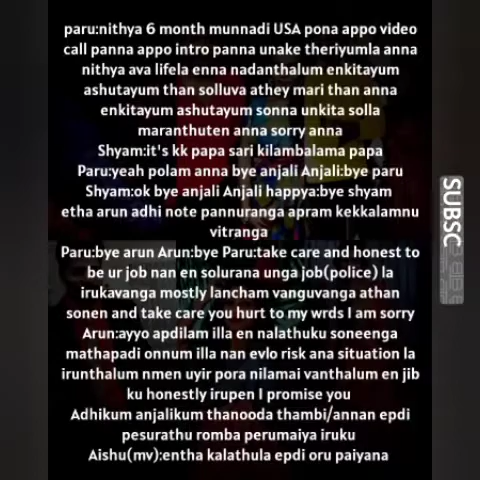 paru:nithya 6 month munnadi USA pona appo video
call panna appo intro panna unake theriyumla anna
nithya ava lifela enna nadanthalum enkitayum
ashutayum than solluva athey mari than anna
enkitayum ashutayum sonna unkita solla
maranthuten anna sorry anna
Shyam:it's kk papa sari kilambalama papa
Paru:yeah polam anna bye anjali Anjali:bye paru
Shyam:ok bye anjali Anjali happya:bye shyam
etha arun adhi note pannuranga apram kekkalamnu
vitranga
Paru:bye arun Arun:bye Paru:take care and honest to
be ur job nan en solurana unga job(police) la
irukavanga mostly lancham vanguvanga athan
sonen and take care you hurt to my wrds I am sorry
Arun:ayyo apdilam illa en nalathuku soneenga
mathapadi onnum illa nan evlo risk ana situation la
irunthalum nmen uyir pora nilamai vanthalum en jib
ku honestly irupen I promise you
Adhikum anjalikum thanooda thambi/annan epdi
pesurathu romba perumaiya iruku
Aishu(mv):entha kalathula epdi oru paiyana
SUBSC